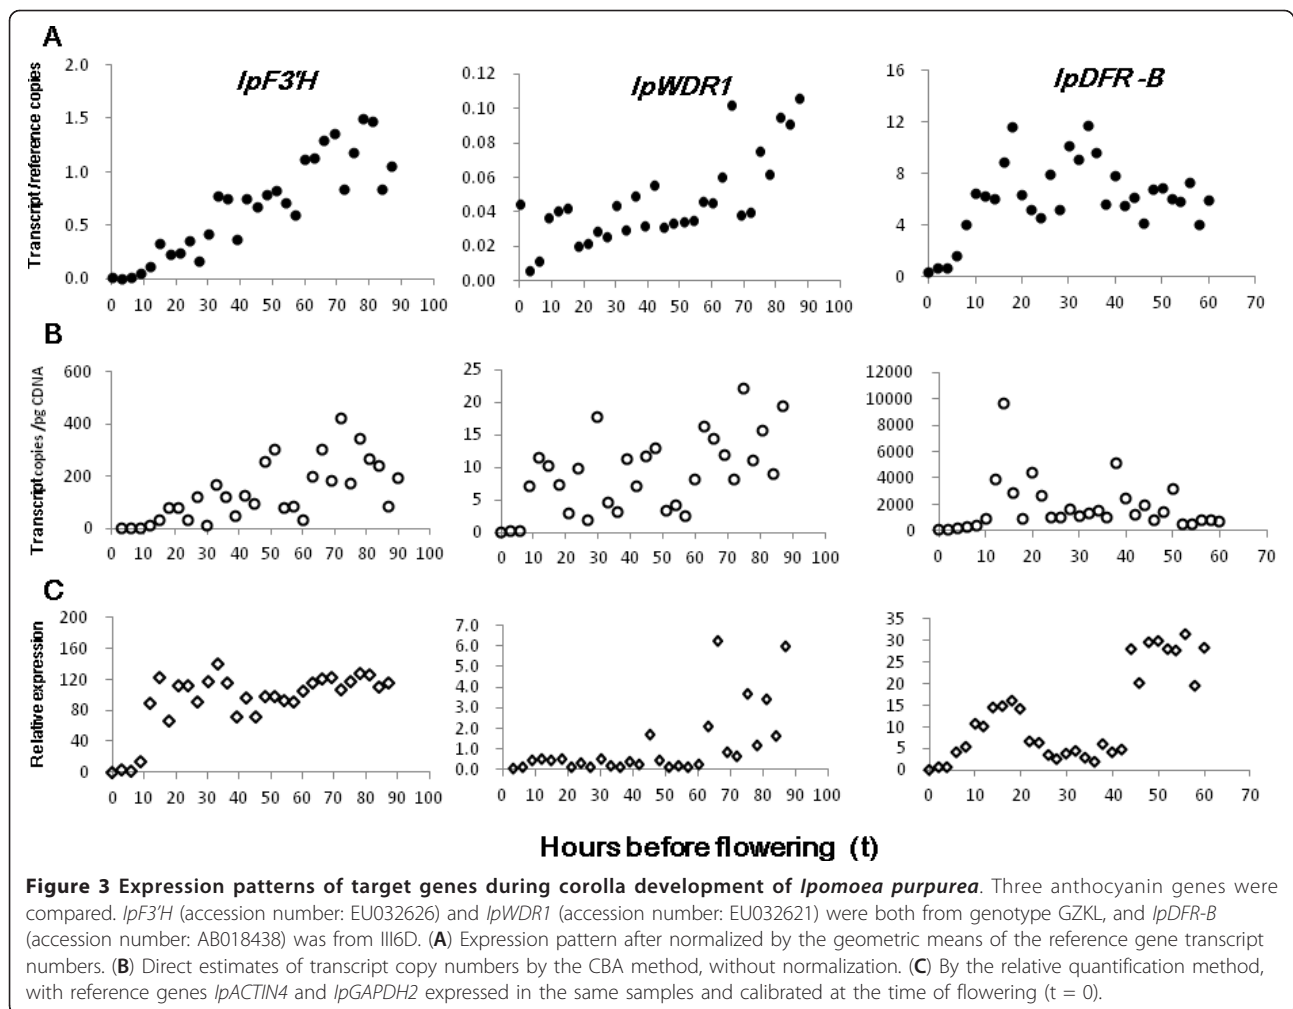 A
IpF3'H
IpWDR1
IpDFR -B
Transcript/reference copies
2.0
1.5
1.0
0.5
0.0
0 10 20 30 40 50 60 70 80 90 100
0.12
0.10
0.08
0.06
0.04
0.02
0.00
0 10 20 30 40 50 60 70 80 90 100
16
12
8
4
0
0 10 20 30 40 50 60 70
B
Transcript copies /pg CDNA
600
400
200
0
0 10 20 30 40 50 60 70 80 90 100
25
20
15
10
5
0
0 10 20 30 40 50 60 70 80 90 100
12000
10000
8000
6000
4000
2000
0
0 10 20 30 40 50 60 70
C
Relative expression
200
160
120
80
40
0
0 10 20 30 40 50 60 70 80 90 100
7.0
6.0
5.0
4.0
3.0
2.0
1.0
0.0
0 10 20 30 40 50 60 70 80 90 100
35
30
25
20
15
10
5
0
0 10 20 30 40 50 60 70
Hours before flowering (t)
Figure 3 Expression patterns of target genes during corolla development of Ipomoea purpurea. Three anthocyanin genes were
compared. IpF3'H (accession number: EU032626) and IpWDR1 (accession number: EU032621) were both from genotype GZKL, and IpDFR-B
(accession number: AB018438) was from III6D. (A) Expression pattern after normalized by the geometric means of the reference gene transcript
numbers. (B) Direct estimates of transcript copy numbers by the CBA method, without normalization. (C) By the relative quantification method,
with reference genes IpACTIN4 and IpGAPDH2 expressed in the same samples and calibrated at the time of flowering (t = 0).